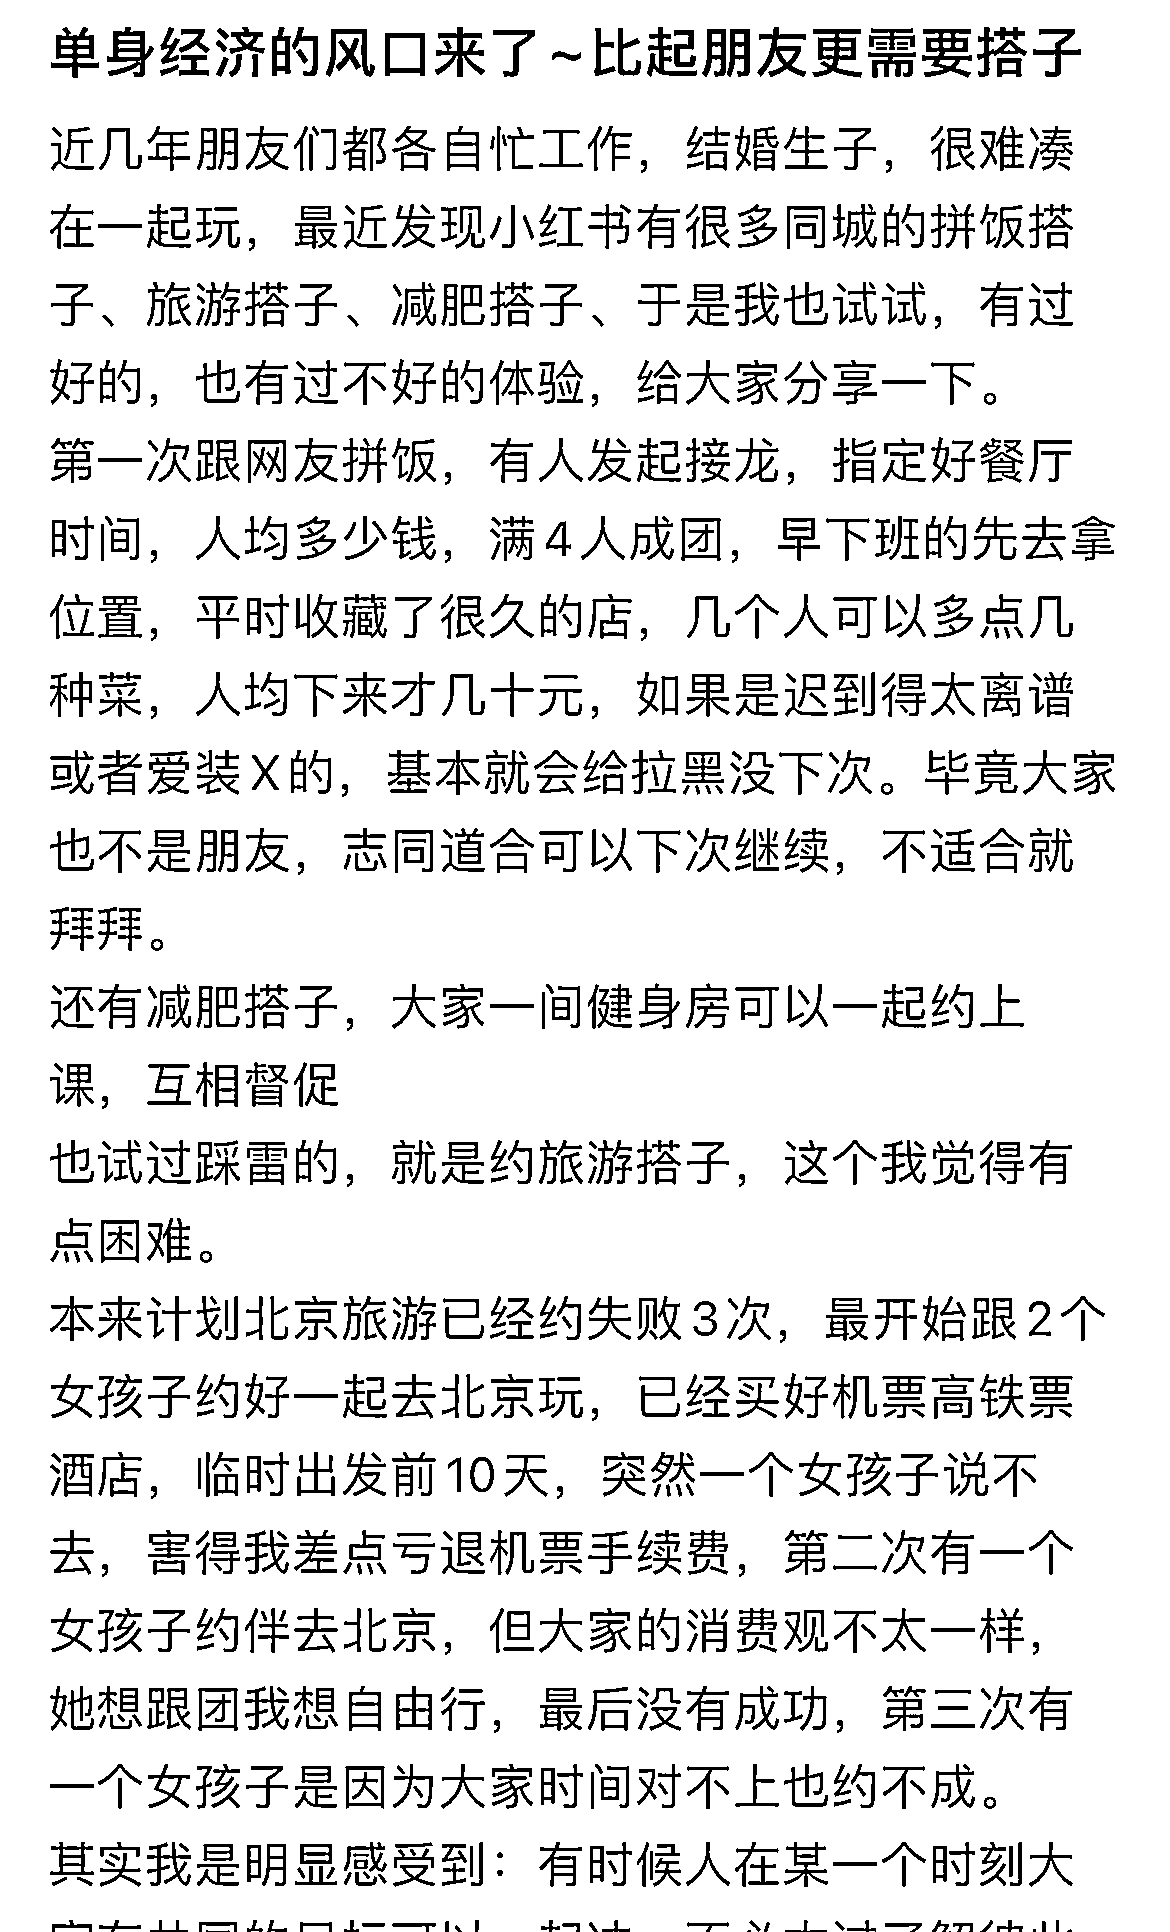 单身经济的风口来了~比起朋友更需要搭子
近几年朋友们都各自忙工作，结婚生子，很难凑
在一起玩，最近发现小红书有很多同城的拼饭搭
子、旅游搭子、减肥搭子、于是我也试试，有过
好的，也有过不好的体验，给大家分享一下。
第一次跟网友拼饭，有人发起接龙，指定好餐厅
时间，人均多少钱，满4人成团，早下班的先去拿
位置，平时收藏了很久的店，几个人可以多点几
种菜，人均下来才几十元，如果是迟到得太离谱
或者爱装X的，基本就会给拉黑没下次。毕竟大家
也不是朋友，志同道合可以下次继续，不适合就
拜拜。
还有减肥搭子，大家一间健身房可以一起约上
课，互相督促
也试过踩雷的，就是约旅游搭子，这个我觉得有
点困难。
本来计划北京旅游已经约失败3次，最开始跟2个
女孩子约好一起去北京玩，已经买好机票高铁票
酒店，临时出发前10天，突然一个女孩子说不
去，害得我差点亏退机票手续费，第二次有一个
女孩子约伴去北京，但大家的消费观不太一样，
她想跟团我想自由行，最后没有成功，第三次有
一个女孩子是因为大家时间对不上也约不成。
其实我是明显感受到：有时候人在某一个时刻大